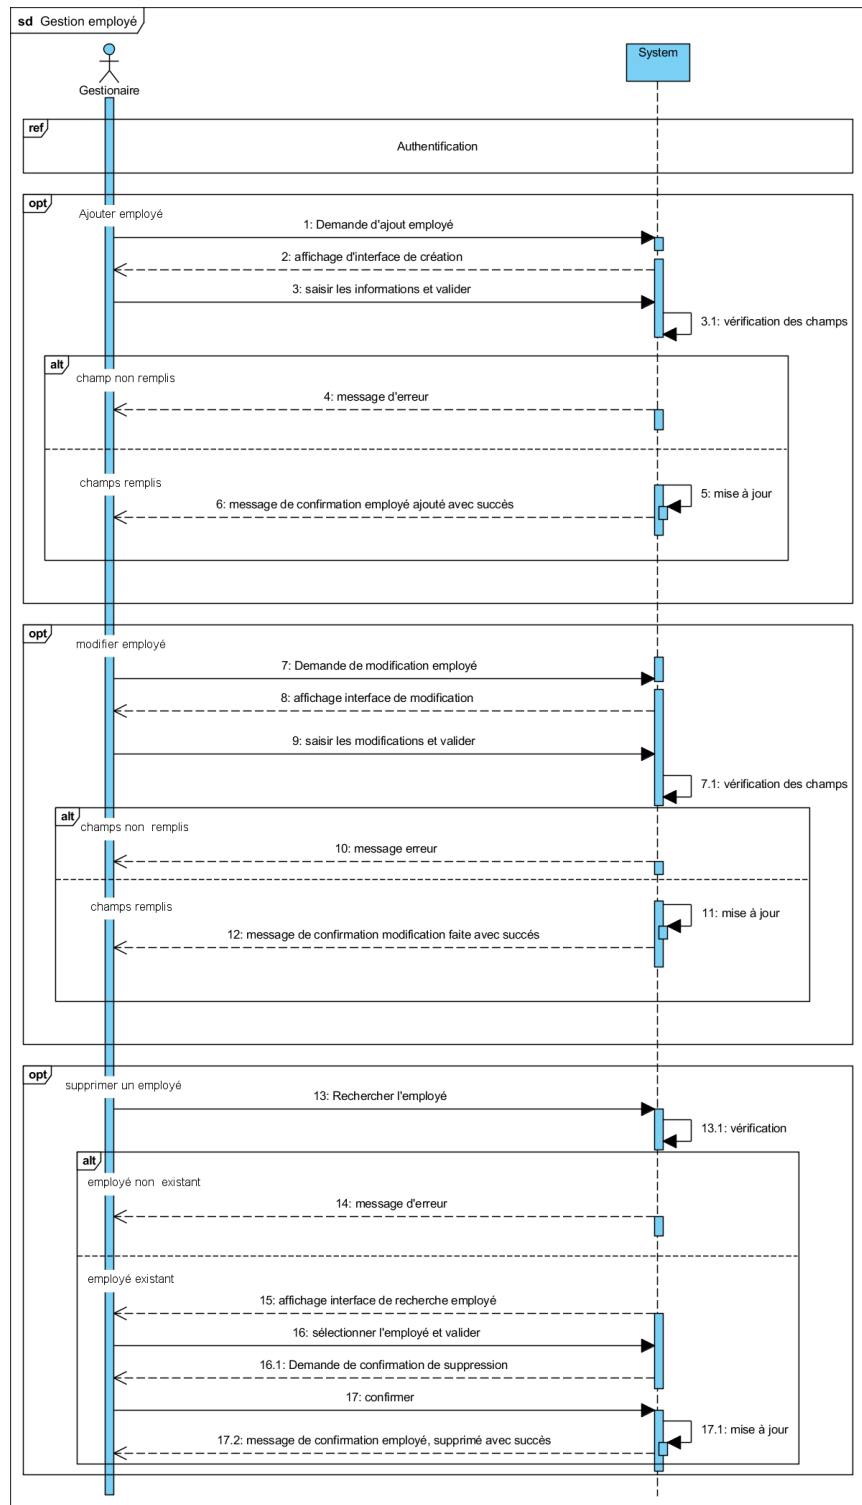 sd Gestion employé
System
Gestionaire
ref
Authentification
opt
Ajouter employé
1: Demande d'ajout employé
2: affichage d'interface de création
3: saisir les informations et valider
3.1: vérification des champs
alt
champ non remplis
4: message d'erreur
champs remplis
5: mise à jour
6: message de confirmation employé ajouté avec succès
opt
modifier employé
7: Demande de modification employé
8: affichage interface de modification
9: saisir les modifications et valider
7.1: vérification des champs
alt
champs non remplis
10: message erreur
champs remplis
11: mise à jour
12: message de confirmation modification faite avec succés
opt
supprimer un employé
13: Rechercher l'employé
13.1: vérification
alt
employé non existant
14: message d'erreur
employé existant
15: affichage interface de recherche employé
16: sélectionner l'employé et valider
16.1: Demande de confirmation de suppression
17: confirmer
17.1: mise à jour
17.2: message de confirmation employé, supprimé avec succès